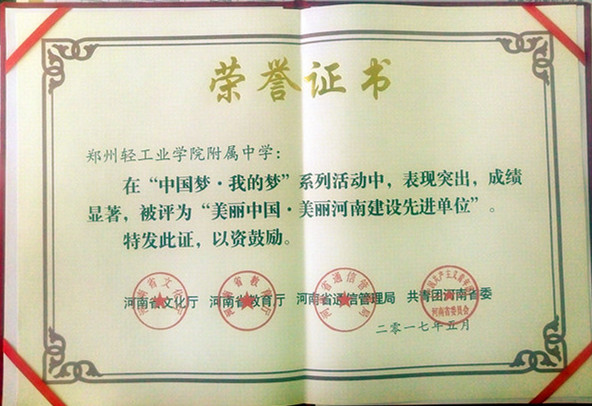 荣誉证书
郑州轻工业学院附属中学：
在“中国梦·我的梦”系列活动中，表现突出，成绩
显著，被评为“美丽中国·美丽河南建设先进单位”。
特发此证，以资鼓励。
河南省文化厅 河南省教育厅 河南省通信管理局 共青团河南省委
二〇一七年五月